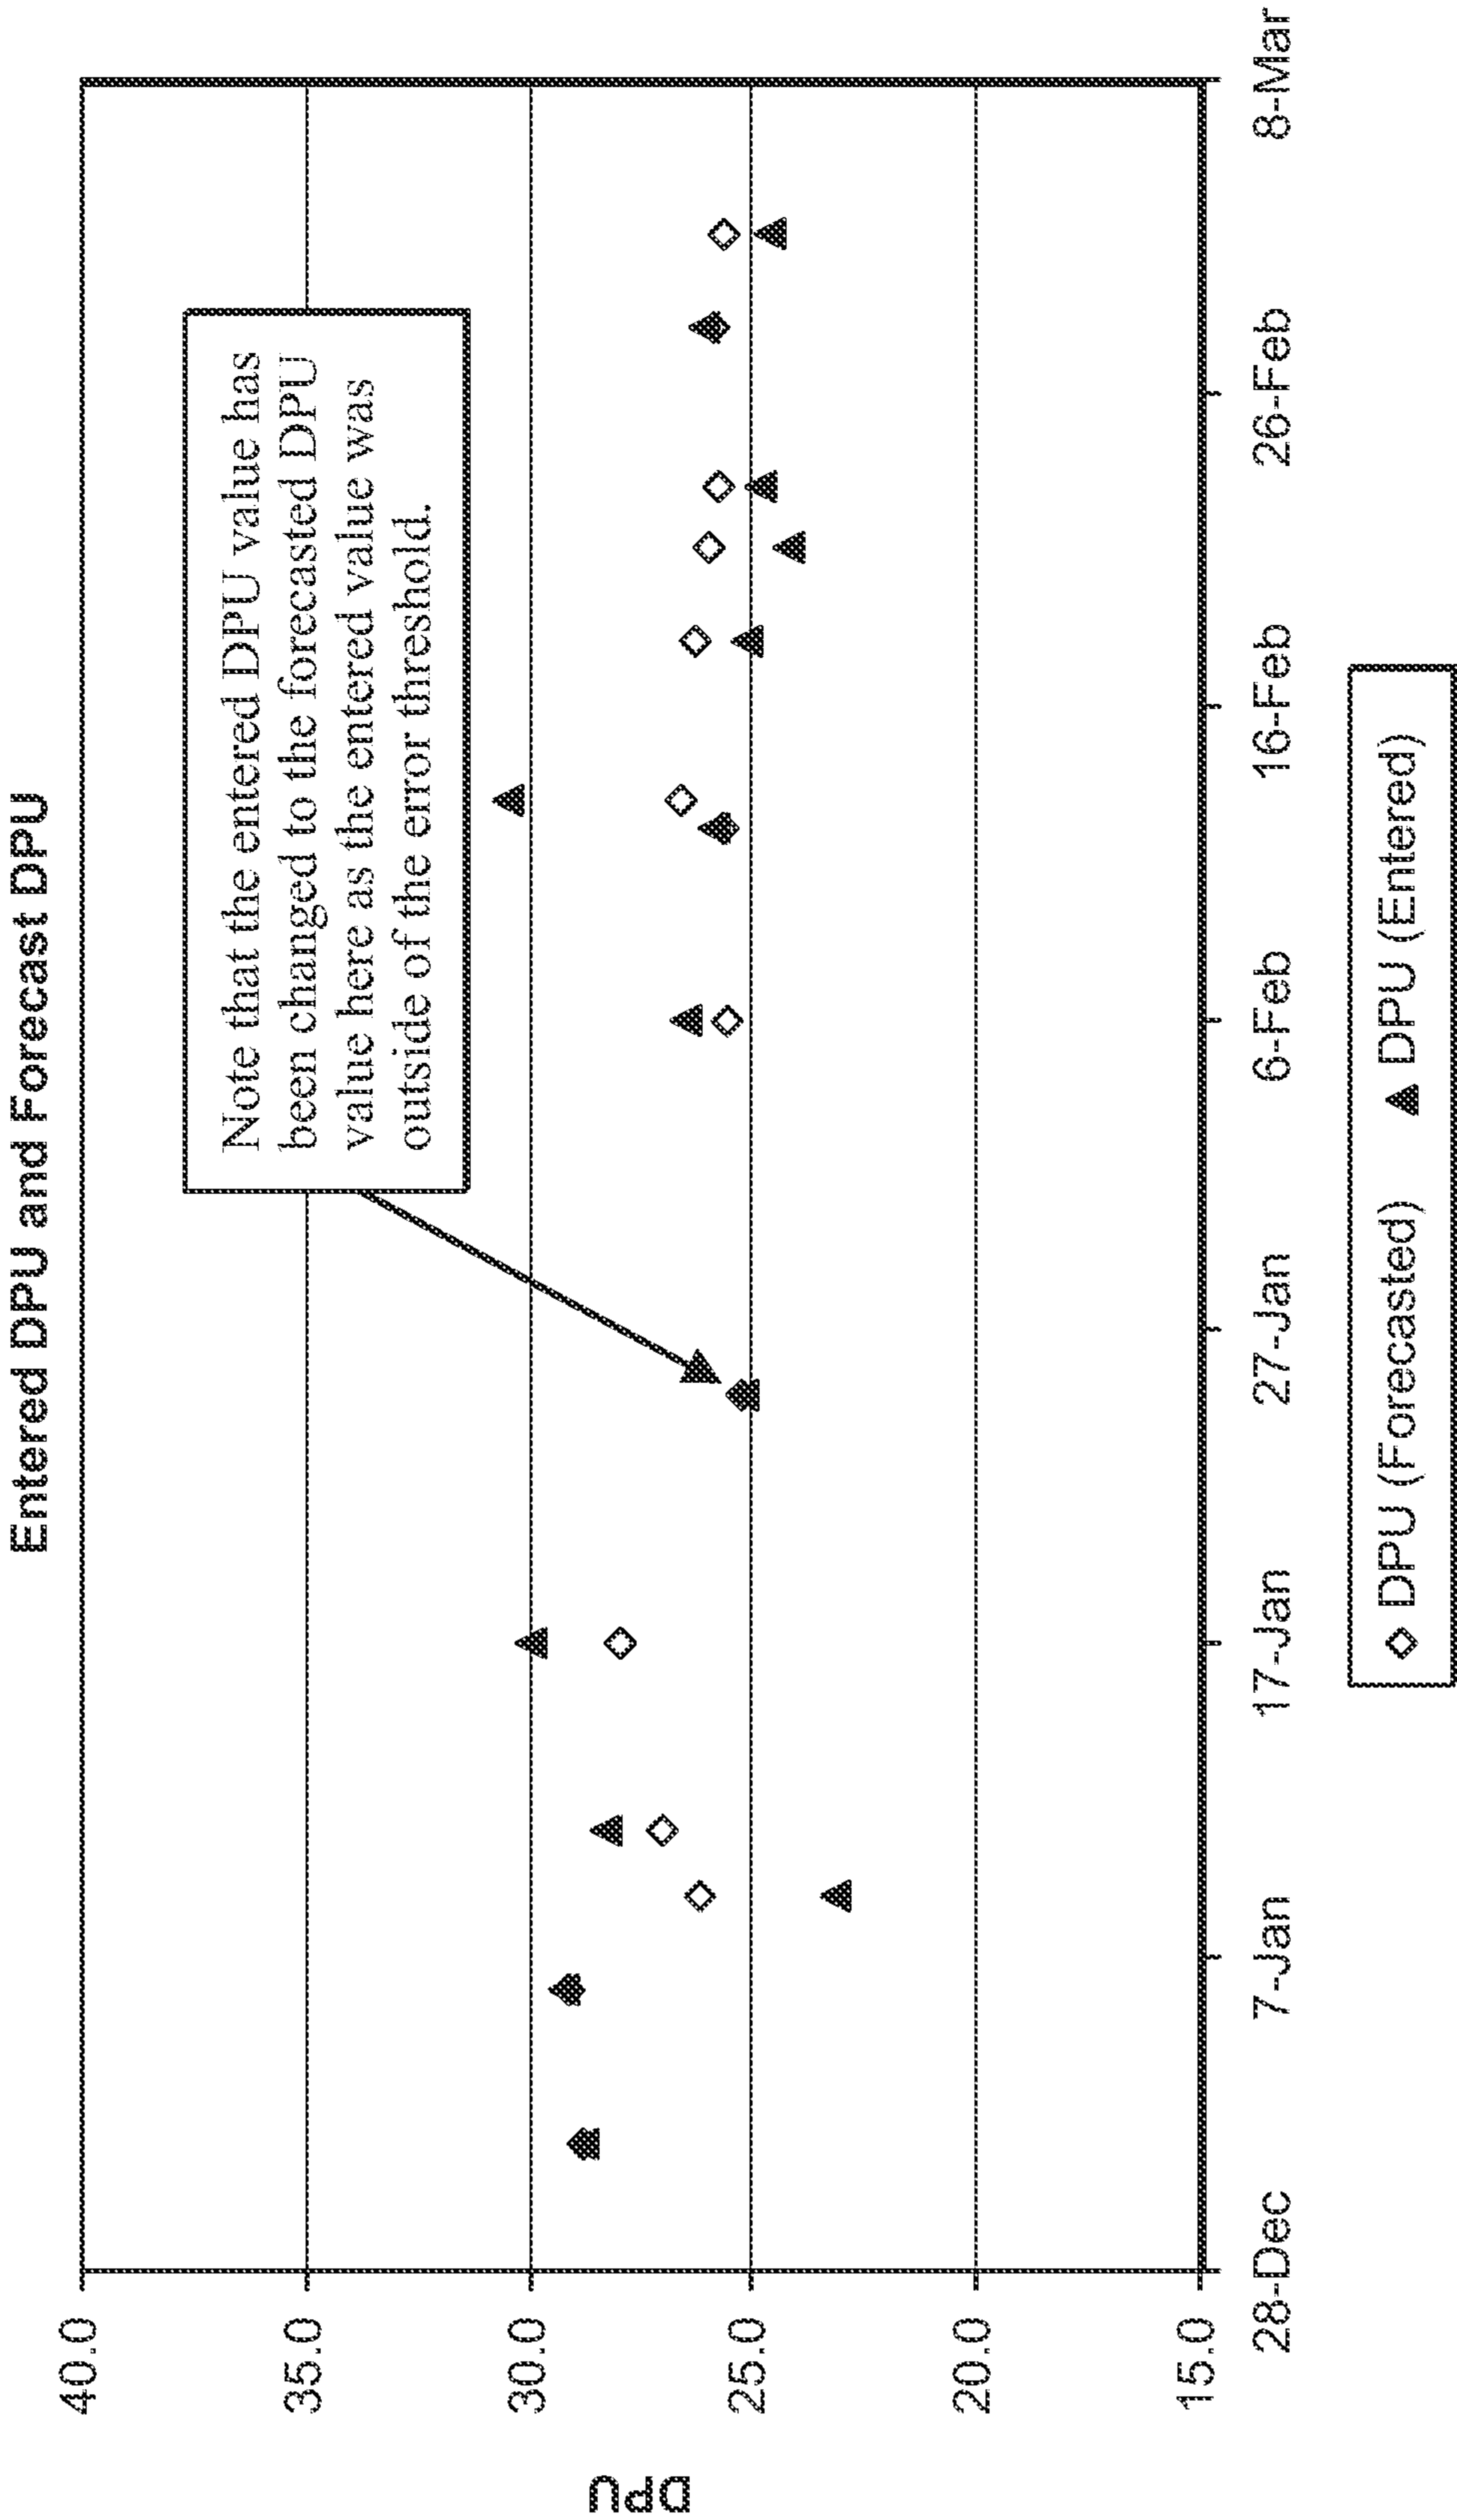 Entered DPU and Forecast DPU
DPU
40.0
35.0
30.0
25.0
20.0
15.0
Note that the entered DPU value has
been changed to the forecasted DPU
value here as the entered value was
outside of the error threshold.
28-Dec
7-Jan
17-Jan
27-Jan
6-Feb
16-Feb
26-Feb
8-Mar
DPU (Forecasted)
DPU (Entered)